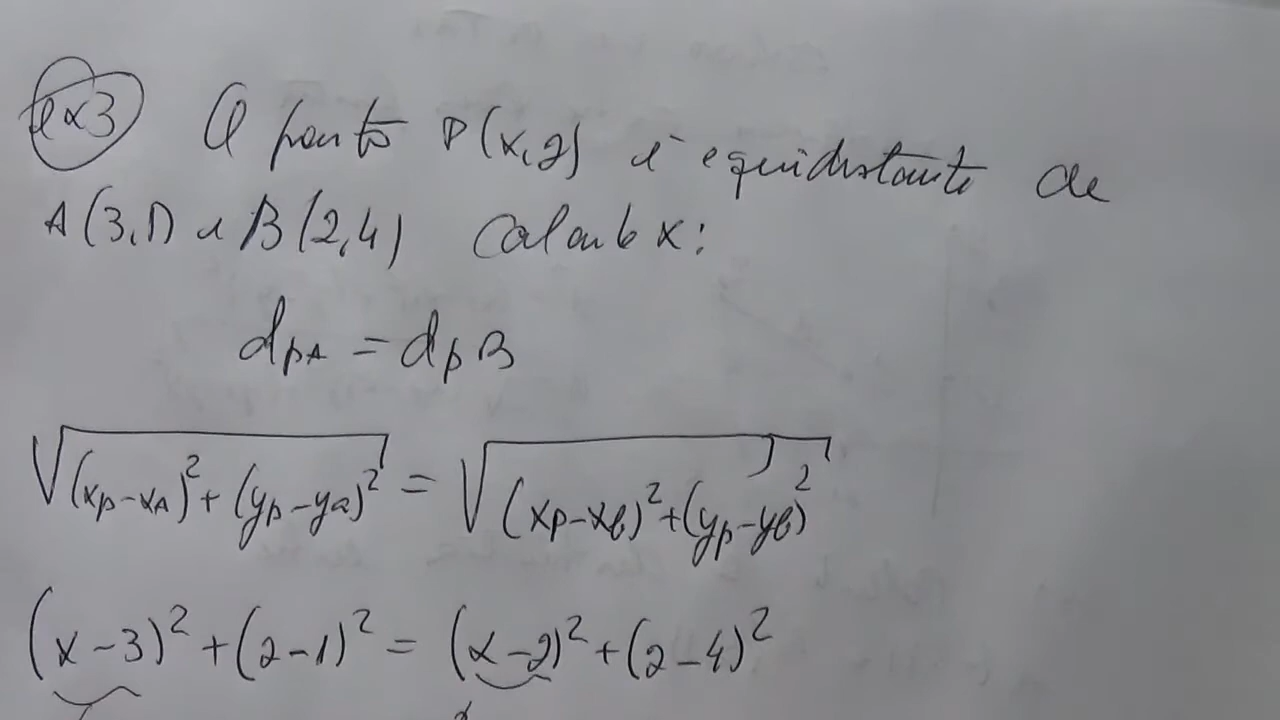 ex3 O ponto P(x,2) é equidistante de
A(3,1) e B(2,4) Calcule x:
dPA = dPB
√(xp-xA)²+(yp-ya)² = √(xp-xb)²+(yp-yb)²
(x-3)²+(2-1)² = (x-2)²+(2-4)²